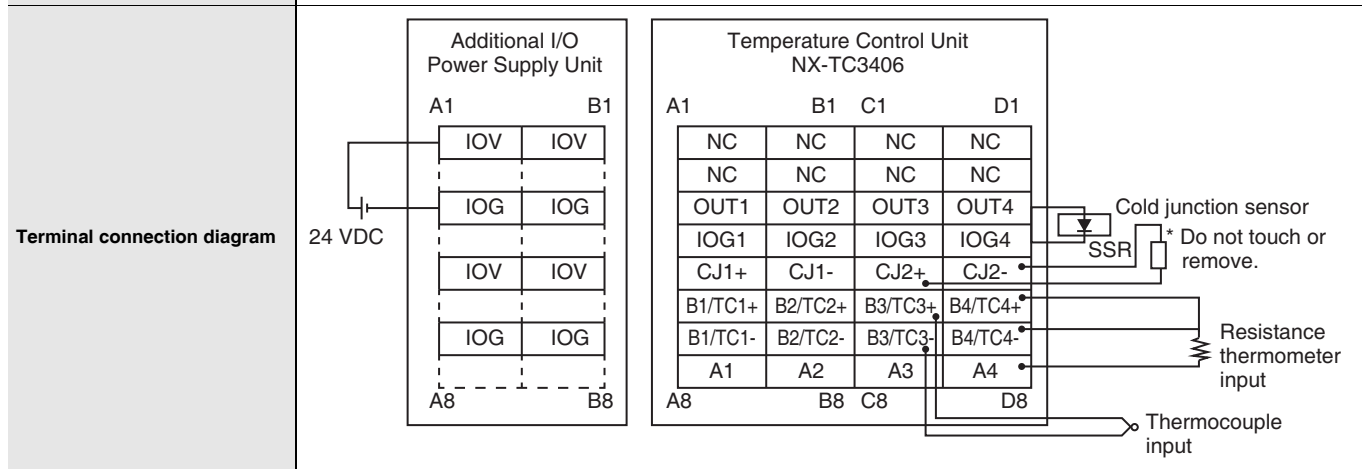 Terminal connection diagram
24 VDC
Additional I/O
Power Supply Unit
A1 B1
IOV IOV
IOG IOG
IOV IOV
IOG IOG
A8 B8
Temperature Control Unit
NX-TC3406
A1 B1 C1 D1
NC NC NC NC
NC NC NC NC
OUT1 OUT2 OUT3 OUT4
IOG1 IOG2 IOG3 IOG4
CJ1+ CJ1- CJ2+ CJ2-
B1/TC1+ B2/TC2+ B3/TC3+ B4/TC4+
B1/TC1- B2/TC2- B3/TC3- B4/TC4-
A1 A2 A3 A4
A8 B8 C8 D8
SSR
Cold junction sensor
* Do not touch or
remove.
Resistance
thermometer
input
Thermocouple
input